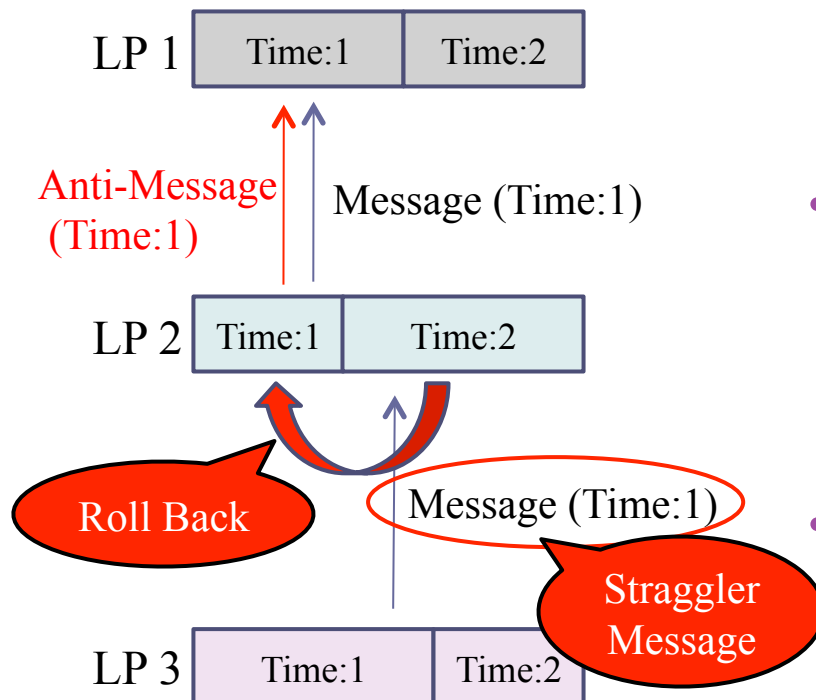 LP 1 Time:1 Time:2
Anti-Message
(Time:1)
Message (Time:1)
LP 2 Time:1 Time:2
Roll Back
Message (Time:1)
Straggler
Message
LP 3 Time:1 Time:2